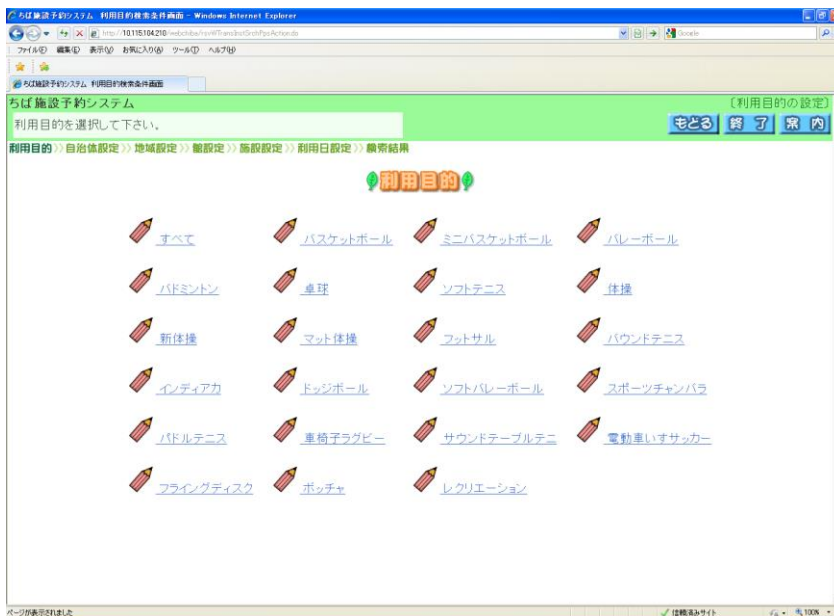 ちば施設予約システム 利用目的検索条件画面 - Windows Internet Explorer
ファイル(F) 編集(E) 表示(V) お気に入り(A) ツール(T) ヘルプ(H)
Google
ちば施設予約システム 利用目的検索条件画面
ちば施設予約システム
〔利用目的の設定〕
利用目的を選択して下さい。
もどる 終了 案内
利用目的>>自治体設定>>地域設定>>館設定>>施設設定>>利用日設定>>検索結果
利用目的
すべて バスケットボール ミニバスケットボール バレーボール
バドミントン 卓球 ソフトテニス 体操
新体操 マット体操 フットサル バウンドテニス
インディアカ ドッジボール ソフトバレーボール スポーツチャンバラ
パドルテニス 車椅子ラグビー サウンドテーブルテニ 電動車いすサッカー
フライングディスク ボッチャ レクリエーション
ページが表示されました
信頼済みサイト
100%